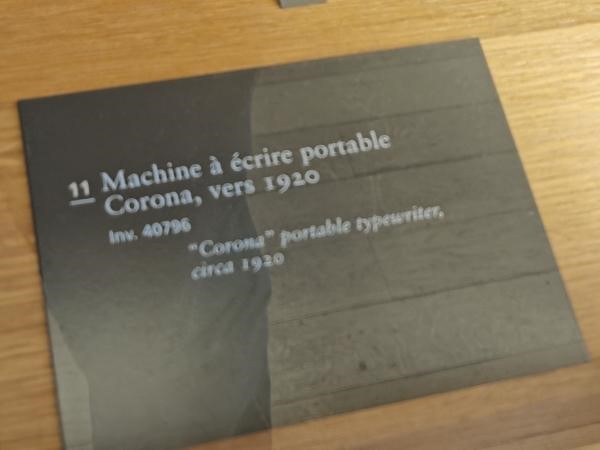 11 Machine à écrire portable
Corona, vers 1920
Inv. 40796
"Corona" portable typewriter,
circa 1920